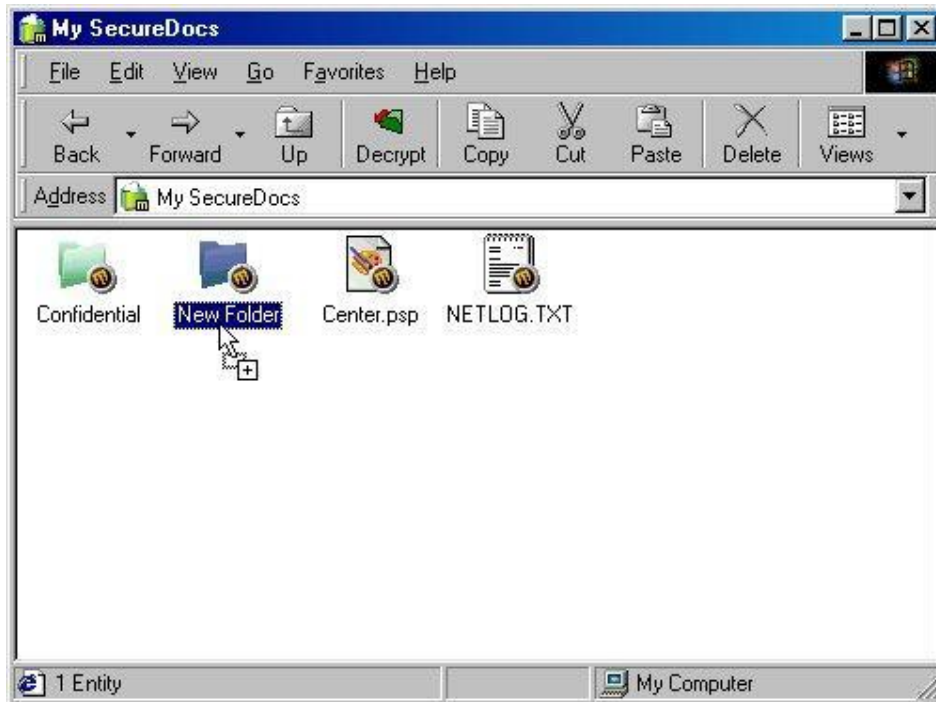 My SecureDocs
File Edit View Go Favorites Help
Back Forward Up Decrypt Copy Cut Paste Delete Views
Address My SecureDocs
Confidential New Folder Center.psp NETLOG.TXT
1 Entity My Computer